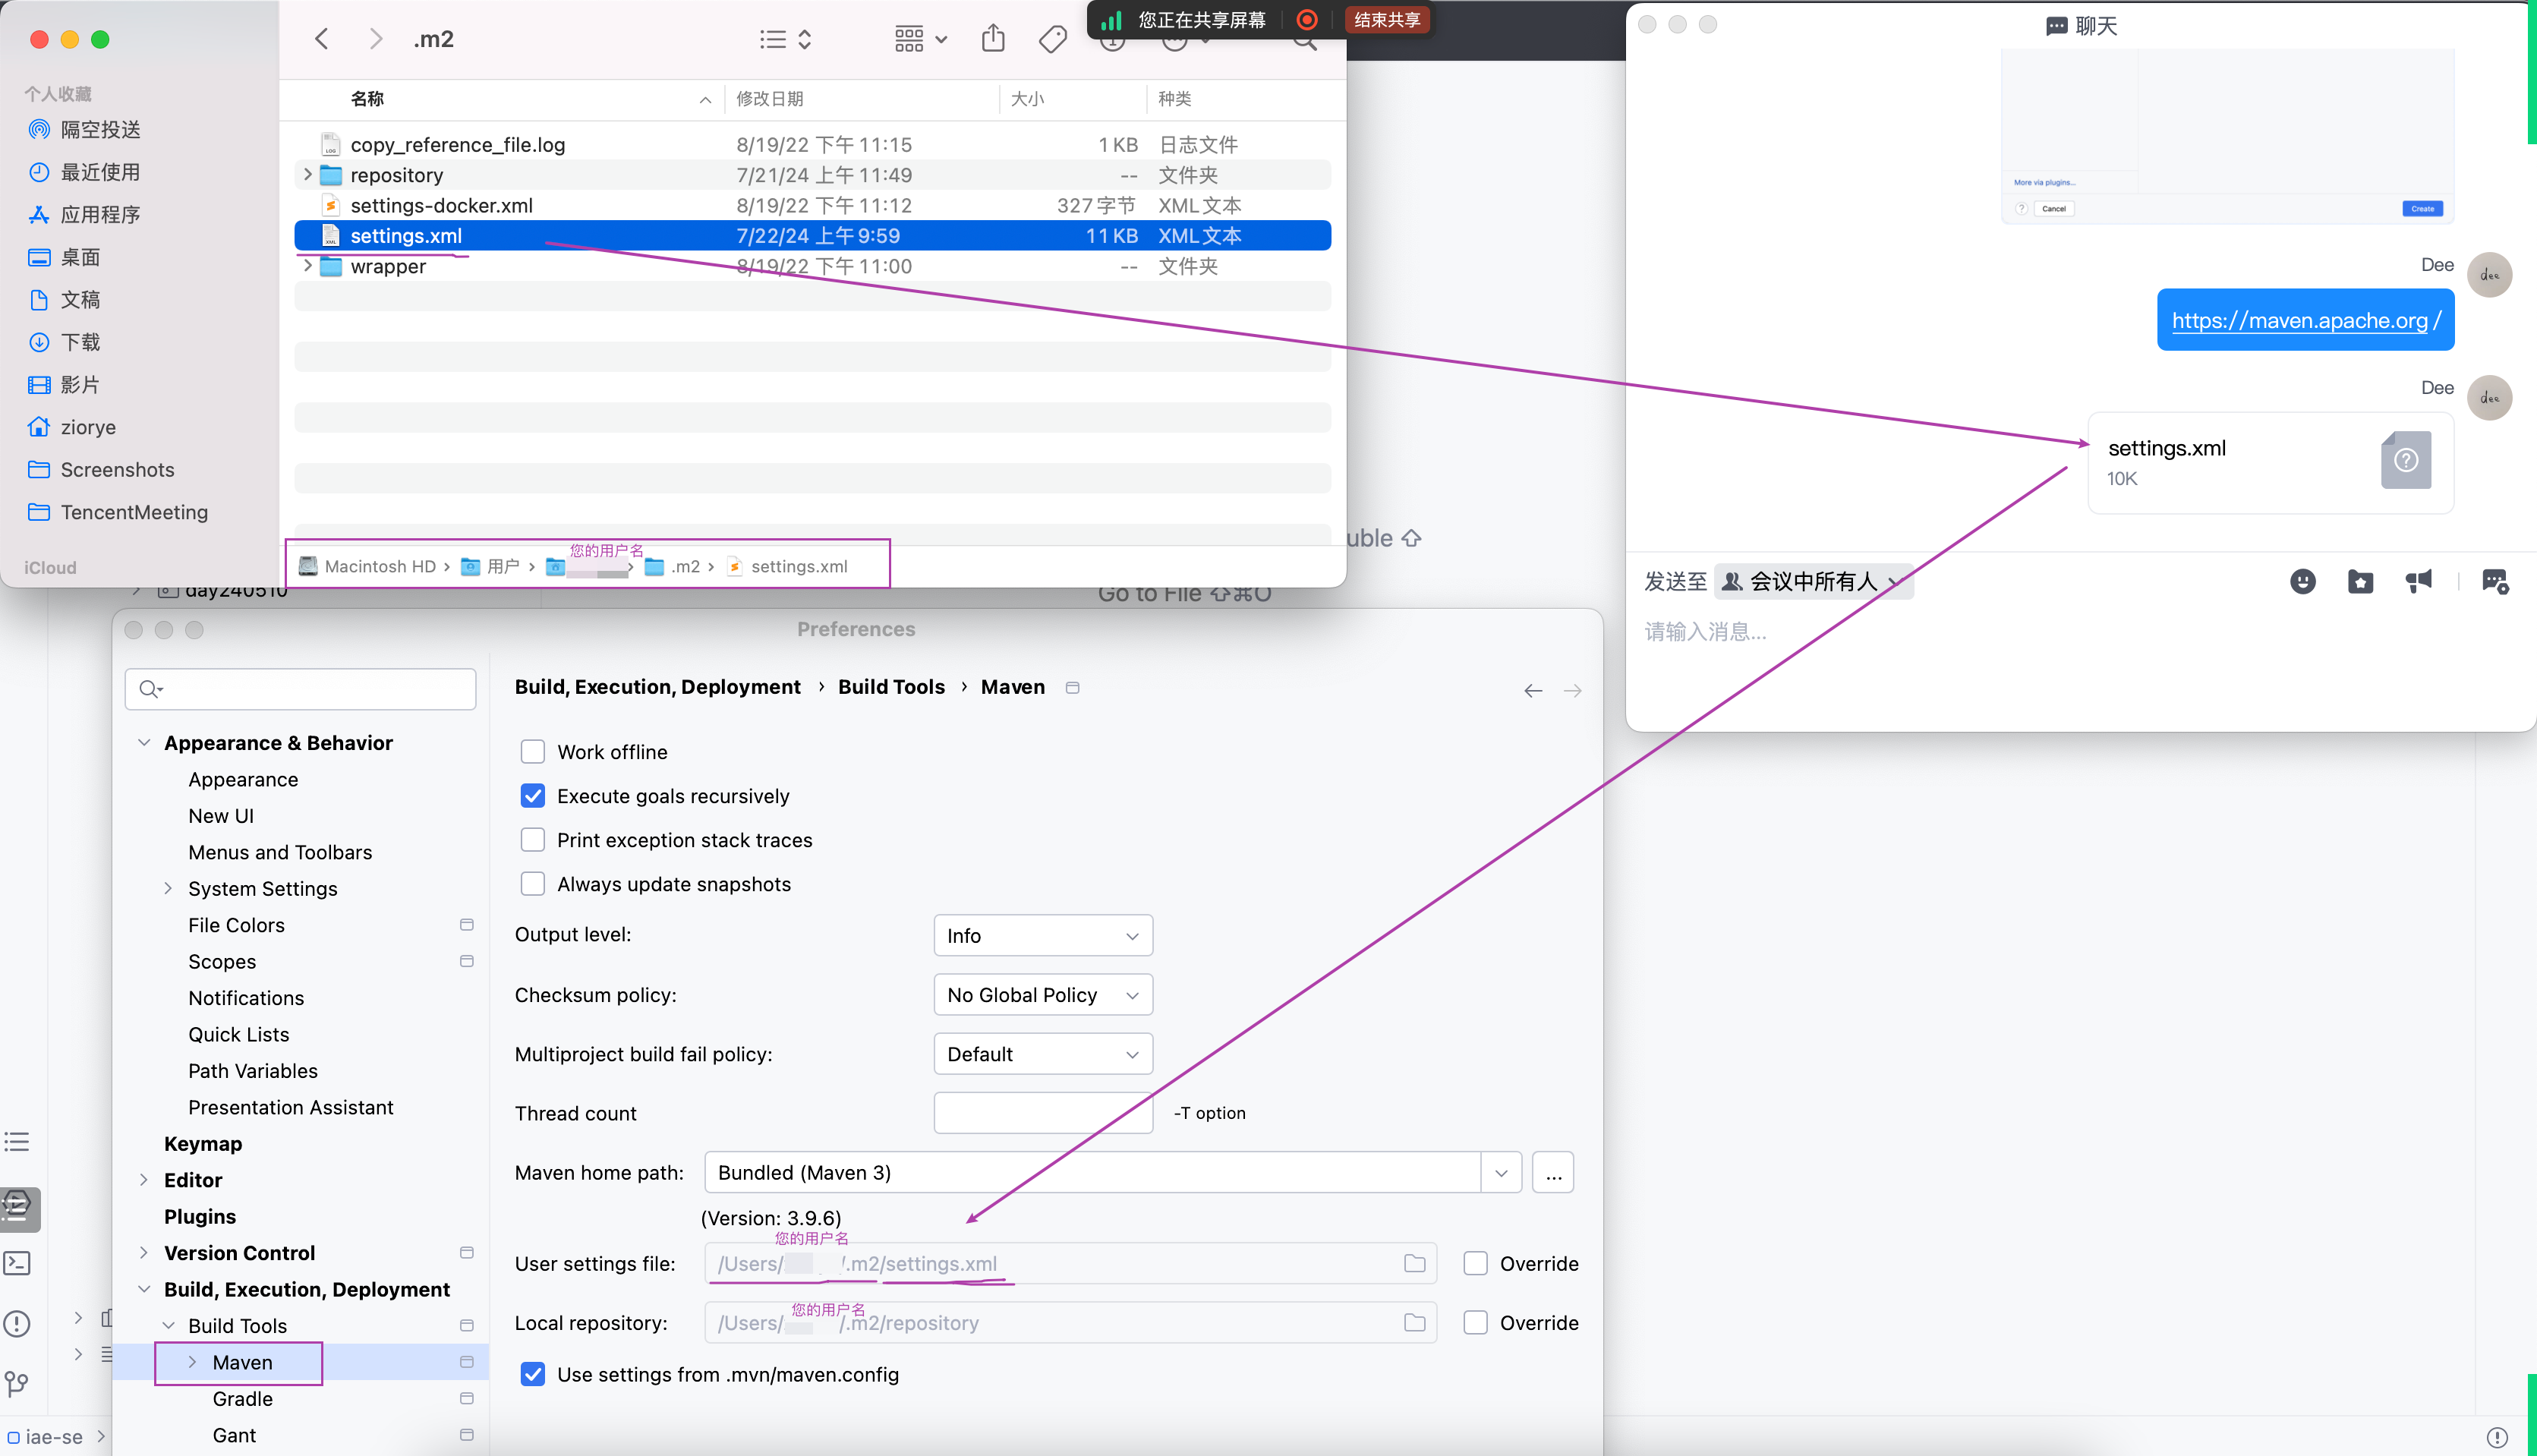 .m2
您正在共享屏幕
结束共享
个人收藏
隔空投送
最近使用
应用程序
桌面
文稿
下载
影片
ziorye
Screenshots
TencentMeeting
iCloud
名称 修改日期 大小 种类
copy_reference_file.log 8/19/22 下午 11:15 1 KB 日志文件
repository 7/21/24 上午 11:49 -- 文件夹
settings-docker.xml 8/19/22 下午 11:12 327 字节 XML文本
settings.xml 7/22/24 上午 9:59 11 KB XML文本
wrapper 8/19/22 下午 11:00 -- 文件夹
您的用户名
Macintosh HD › 用户 › › .m2 › settings.xml
聊天
More via plugins...
? Cancel Create
Dee
dee
https://maven.apache.org/
Dee
dee
settings.xml
10K
发送至 会议中所有人
请输入消息...
uble ⇧
Go to File ⇧⌘O
day240510
Preferences
Appearance & Behavior
Appearance
New UI
Menus and Toolbars
System Settings
File Colors
Scopes
Notifications
Quick Lists
Path Variables
Presentation Assistant
Keymap
Editor
Plugins
Version Control
Build, Execution, Deployment
Build Tools
Maven
Gradle
Gant
Build, Execution, Deployment › Build Tools › Maven
Work offline
Execute goals recursively
Print exception stack traces
Always update snapshots
Output level: Info
Checksum policy: No Global Policy
Multiproject build fail policy: Default
Thread count -T option
Maven home path: Bundled (Maven 3) ...
(Version: 3.9.6)
您的用户名
User settings file: /Users/ /.m2/settings.xml Override
您的用户名
Local repository: /Users/ /.m2/repository Override
Use settings from .mvn/maven.config
iae-se